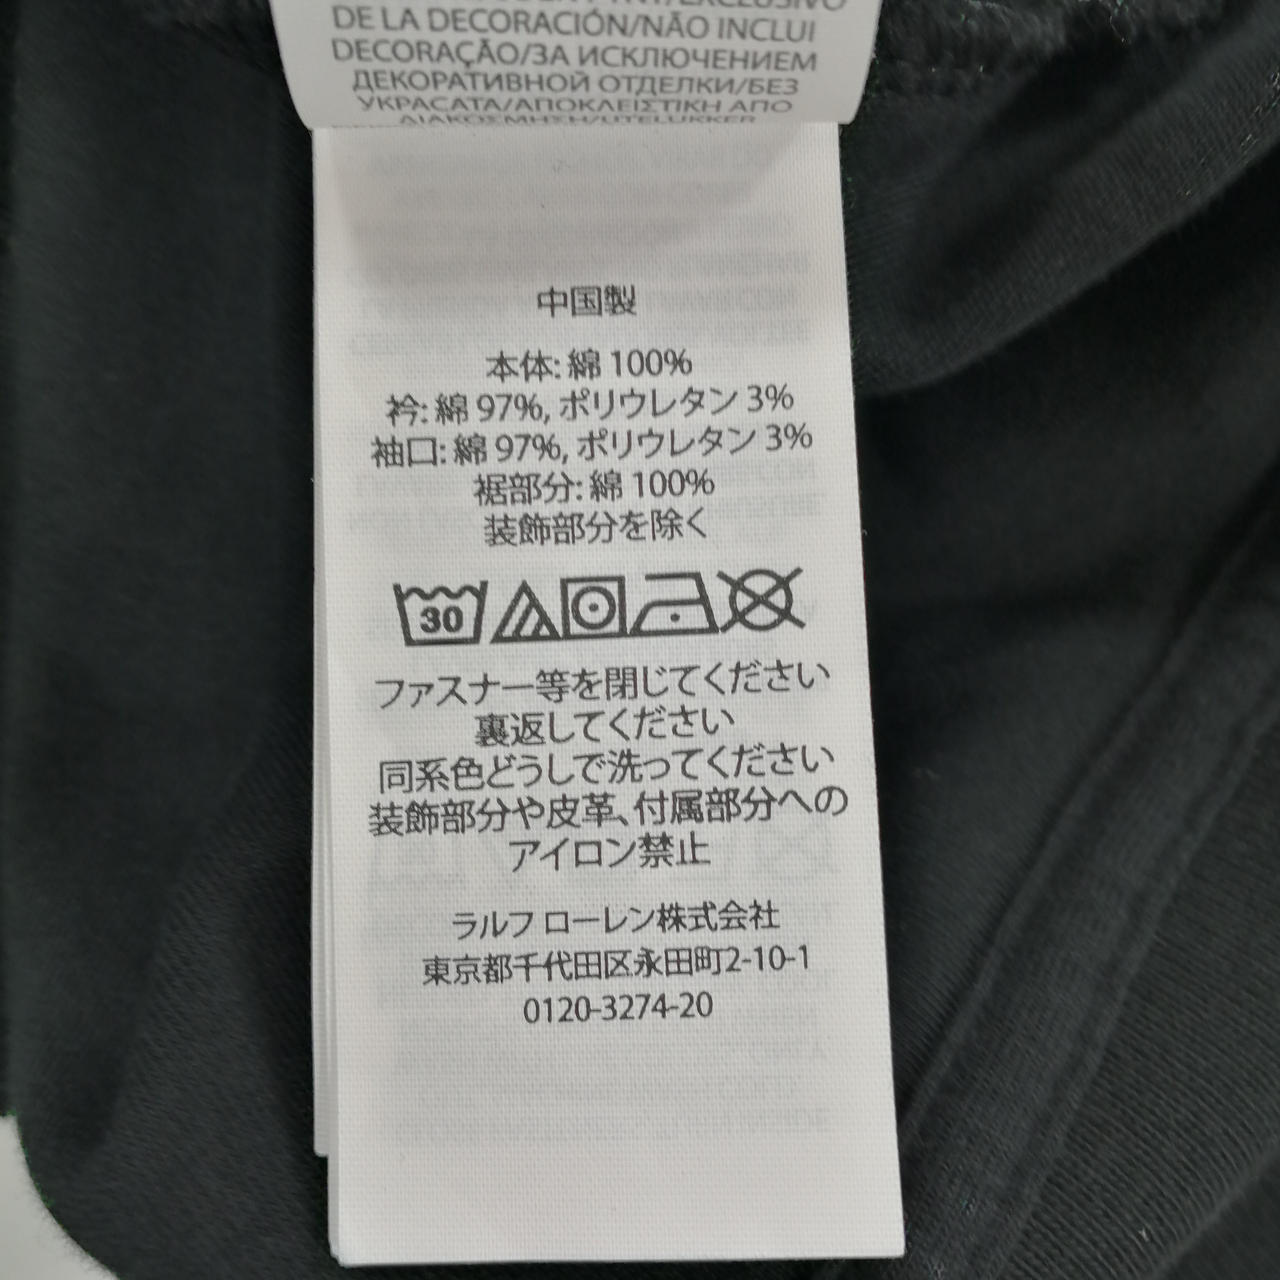 DE LA DECORACIÓN/NÃO INCLUI
DECORAÇÃO/ЗА ИСКЛЮЧЕНИЕМ
ДЕКОРАТИВНОЙ ОТДЕЛКИ/БЕЗ
УКРАСАТА/ΑΠΟΚΛΕΙΣΤΙΚΗ ΑΠΟ
ΔΙΑΚΟΣΜΗΣΗ/UTELUKKER
中国製
本体: 綿 100%
衿: 綿 97%, ポリウレタン 3%
袖口: 綿 97%, ポリウレタン 3%
裾部分: 綿 100%
装飾部分を除く
30
ファスナー等を閉じてください
裏返してください
同系色どうしで洗ってください
装飾部分や皮革、付属部分への
アイロン禁止
ラルフ ローレン株式会社
東京都千代田区永田町2-10-1
0120-3274-20